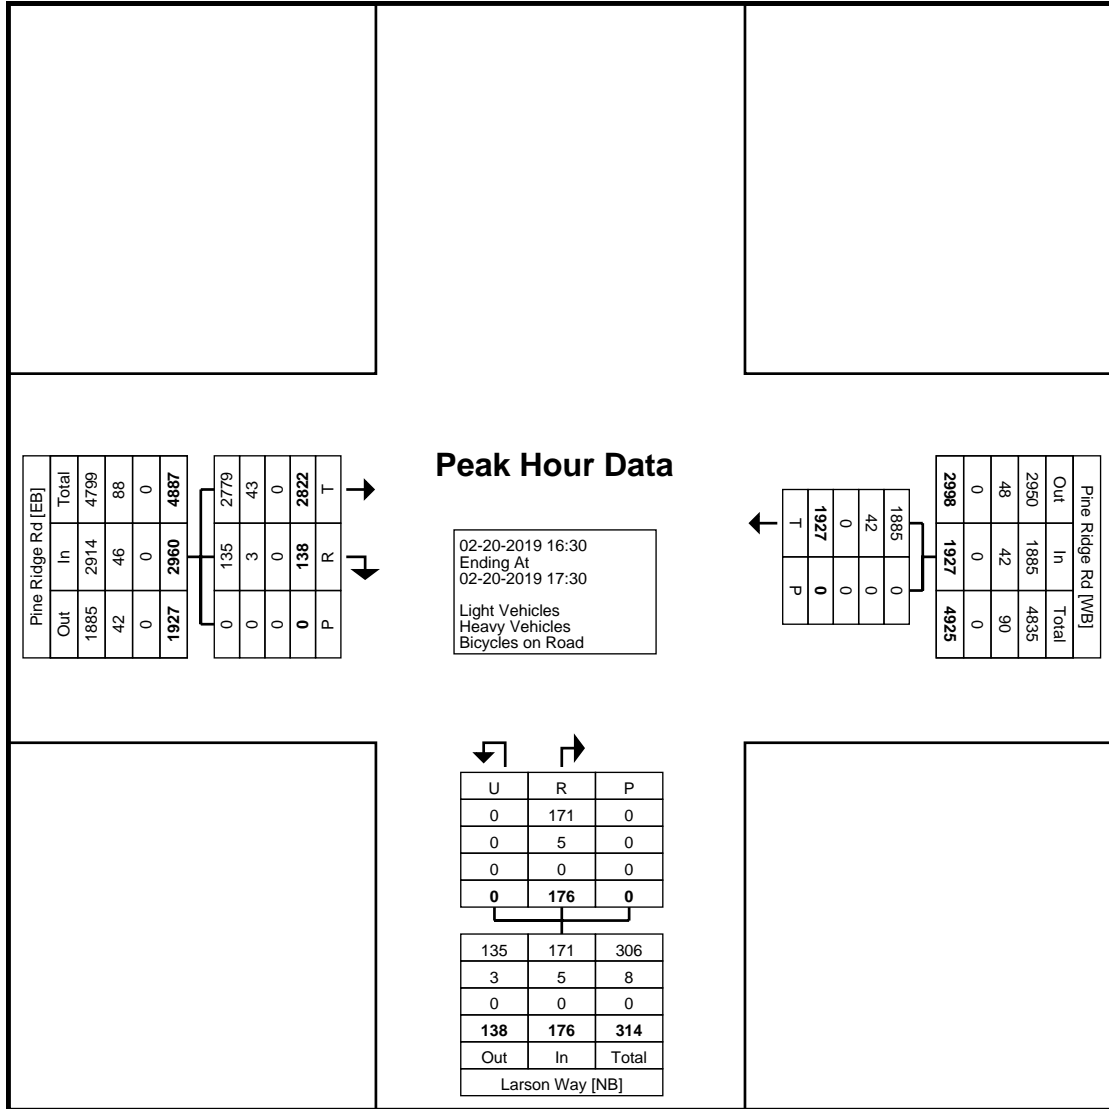 Peak Hour Data
02-20-2019 16:30
Ending At
02-20-2019 17:30
Light Vehicles
Heavy Vehicles
Bicycles on Road
Pine Ridge Rd [EB]
Total In Out
4799 2914 1885
88 46 42
0 0 0
4887 2960 1927
2779 135 0
43 3 0
0 0 0
2822 138 0
T R P
Pine Ridge Rd [WB]
Out In Total
2950 1885 4835
48 42 90
0 0 0
2998 1927 4925
1885 0
42 0
0 0
1927 0
T P
U R P
0 171 0
0 5 0
0 0 0
0 176 0
135 171 306
3 5 8
0 0 0
138 176 314
Out In Total
Larson Way [NB]